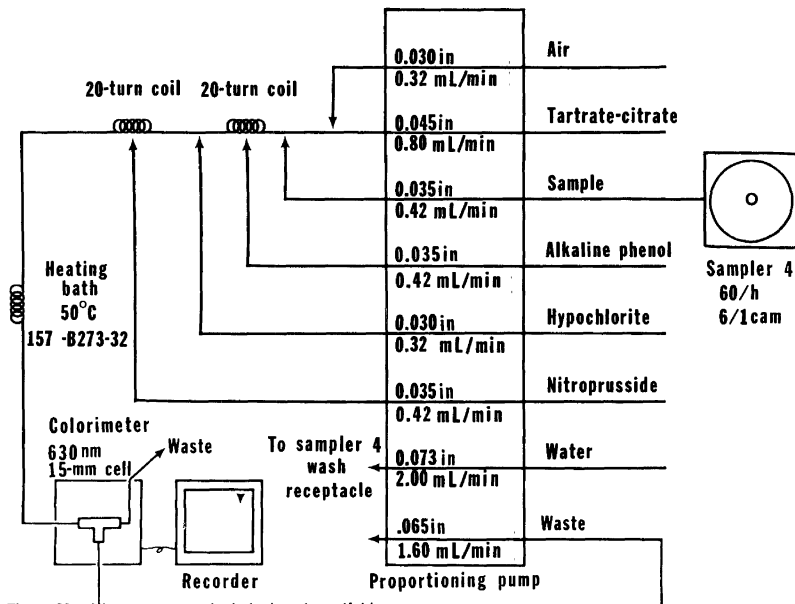 0.030in
Air
0.32 mL/min
20-turn coil
20-turn coil
0.045in
Tartrate-citrate
0.80 mL/min
0.035in
Sample
0.42 mL/min
0.035in
Alkaline phenol
0.42 mL/min
Sampler 4
60/h
6/1cam
Heating
bath
50°C
157 -B273-32
0.030in
Hypochlorite
0.32 mL/min
0.035in
Nitroprusside
0.42 mL/min
Colorimeter
630nm
15-mm cell
Waste
To sampler 4
wash
receptacle
0.073in
Water
2.00 mL/min
.065in
Waste
1.60 mL/min
Recorder
Proportioning pump